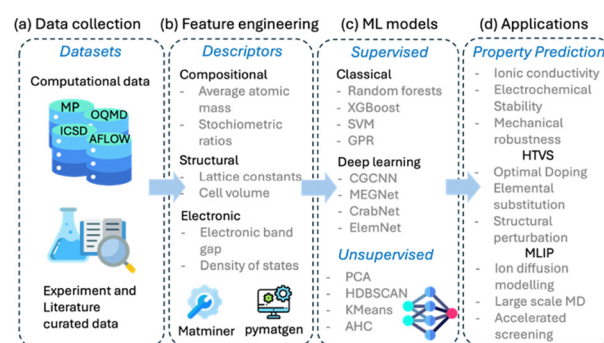 (a) Data collection
Datasets
Computational data
MP
OQMD
ICSD
AFLOW
Experiment and
Literature
curated data
(b) Feature engineering
Descriptors
Compositional
- Average atomic
mass
- Stochiometric
ratios
Structural
- Lattice constants
- Cell volume
Electronic
- Electronic band
gap
- Density of states
Matminer
pymatgen
(c) ML models
Supervised
Classical
- Random forests
- XGBoost
- SVM
- GPR
Deep learning
- CGCNN
- MEGNet
- CrabNet
- ElemNet
Unsupervised
- PCA
- HDBSCAN
- KMeans
- AHC
(d) Applications
Property Prediction
- Ionic conductivity
- Electrochemical
Stability
- Mechanical
robustness
HTVS
- Optimal Doping
- Elemental
substitution
- Structural
perturbation
MLIP
- Ion diffusion
modelling
- Large scale MD
- Accelerated
screening